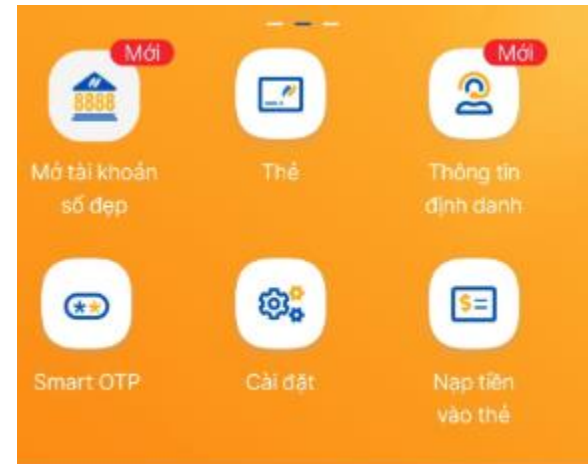 Mới
Mới
8888
Mở tài khoản
số đẹp
Thẻ
Thông tin
định danh
**
$=
Smart OTP
Cài đặt
Nạp tiền
vào thẻ